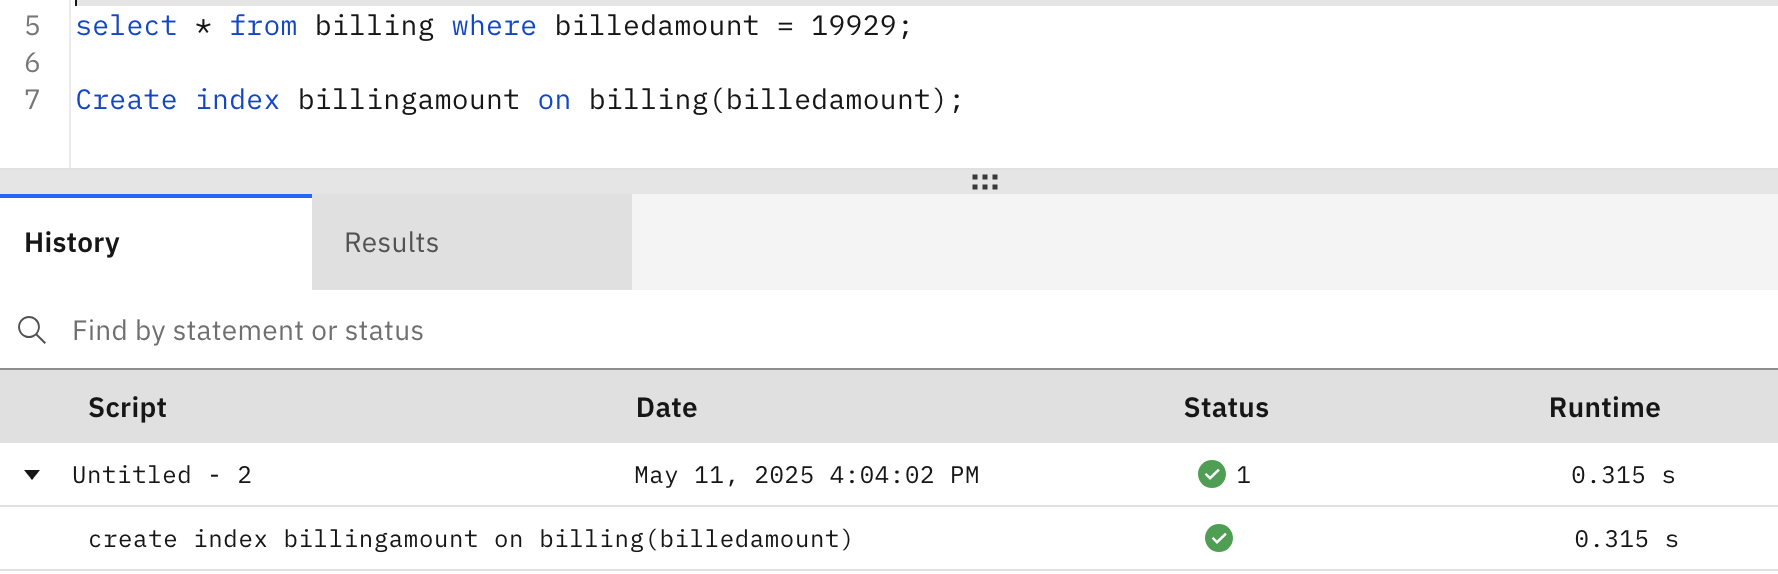 5 select * from billing where billedamount = 19929;
6
7 Create index billingamount on billing(billedamount);
History Results
Find by statement or status
Script Date Status Runtime
Untitled - 2 May 11, 2025 4:04:02 PM 1 0.315 s
create index billingamount on billing(billedamount) 0.315 s